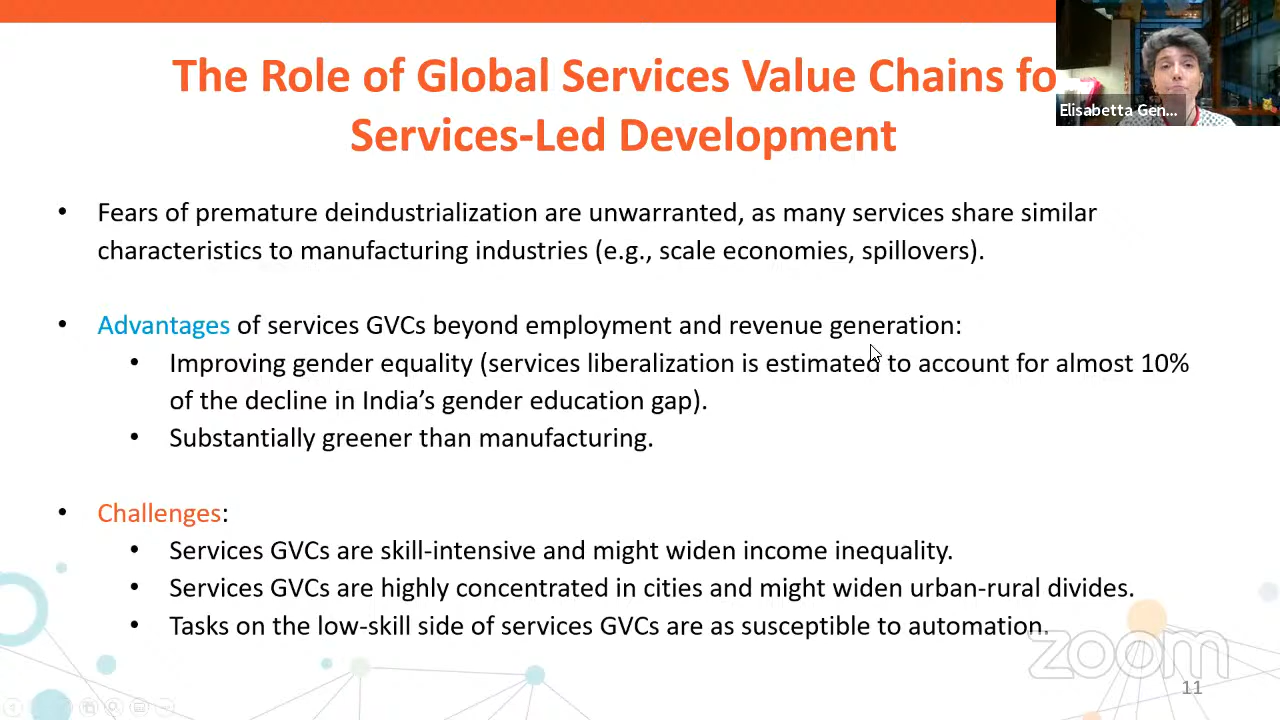 The Role of Global Services Value Chains fo
Services-Led Development
Elisabetta Gen...
• Fears of premature deindustrialization are unwarranted, as many services share similar
characteristics to manufacturing industries (e.g., scale economies, spillovers).
• Advantages of services GVCs beyond employment and revenue generation:
• Improving gender equality (services liberalization is estimated to account for almost 10%
of the decline in India’s gender education gap).
• Substantially greener than manufacturing.
• Challenges:
• Services GVCs are skill-intensive and might widen income inequality.
• Services GVCs are highly concentrated in cities and might widen urban-rural divides.
• Tasks on the low-skill side of services GVCs are as susceptible to automation.
zoom
11